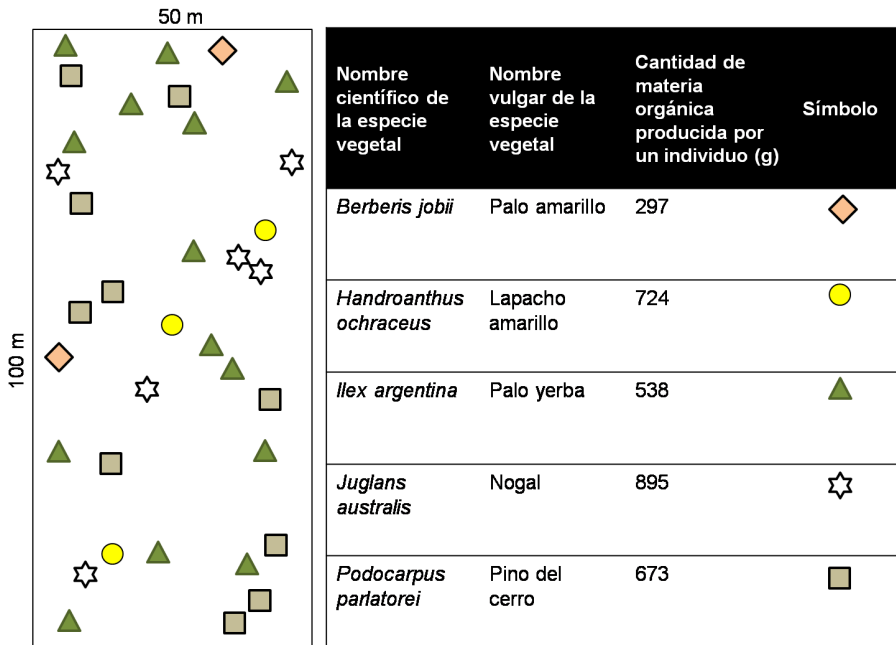 50 m
100 m
Nombre
científico de
la especie
vegetal
Nombre
vulgar de la
especie
vegetal
Cantidad de
materia
orgánica
producida por
un individuo (g)
Símbolo
Berberis jobii
Palo amarillo
297
Handroanthus
ochraceus
Lapacho
amarillo
724
Ilex argentina
Palo yerba
538
Juglans
australis
Nogal
895
Podocarpus
parlatorei
Pino del
cerro
673